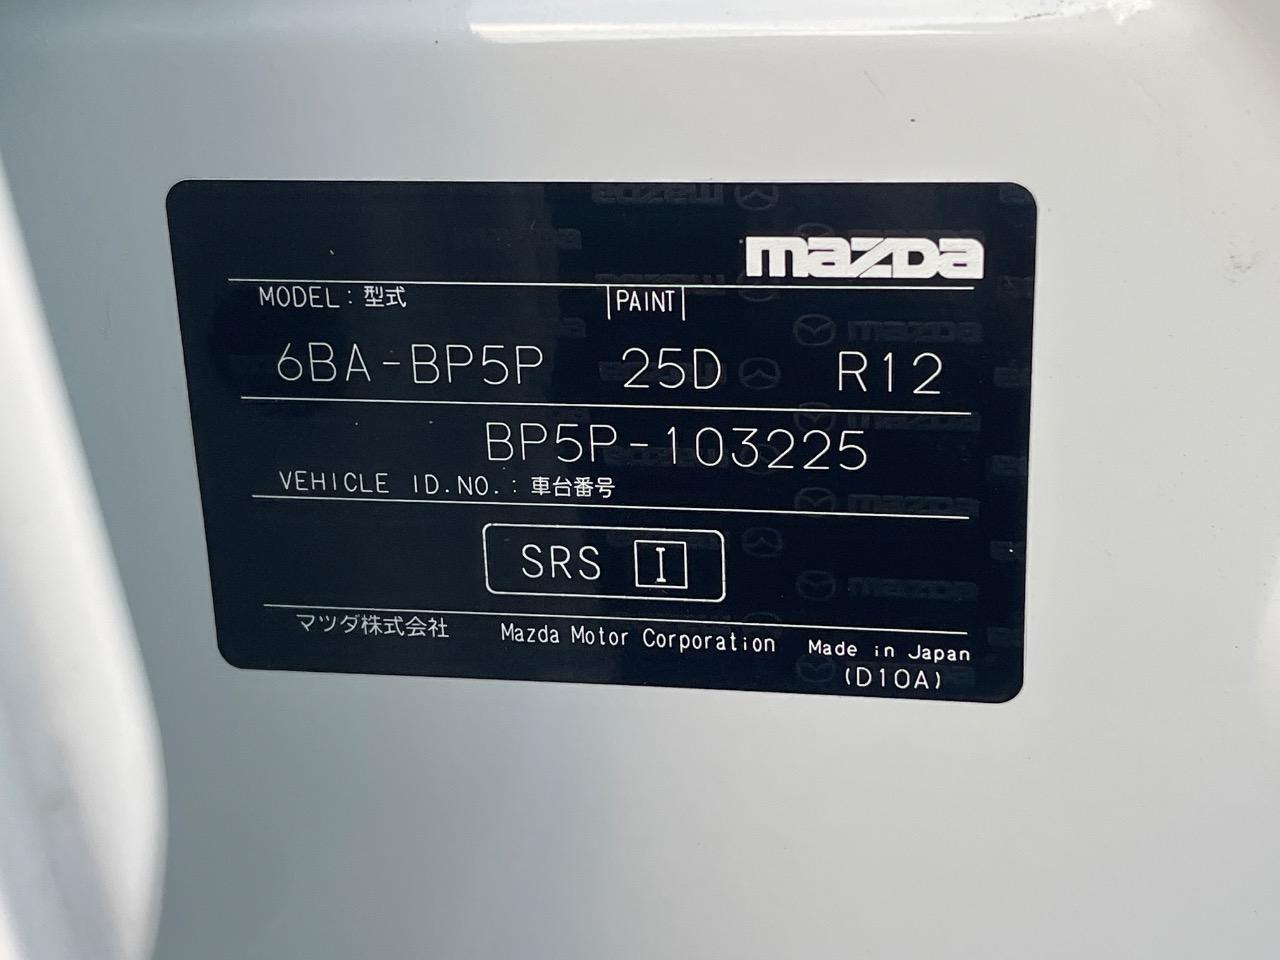 mazda
MODEL : 型式 PAINT
6BA-BP5P 25D R12
BP5P-103225
VEHICLE ID.NO. : 車台番号
SRS I
マツダ株式会社 Mazda Motor Corporation Made in Japan
(D10A)